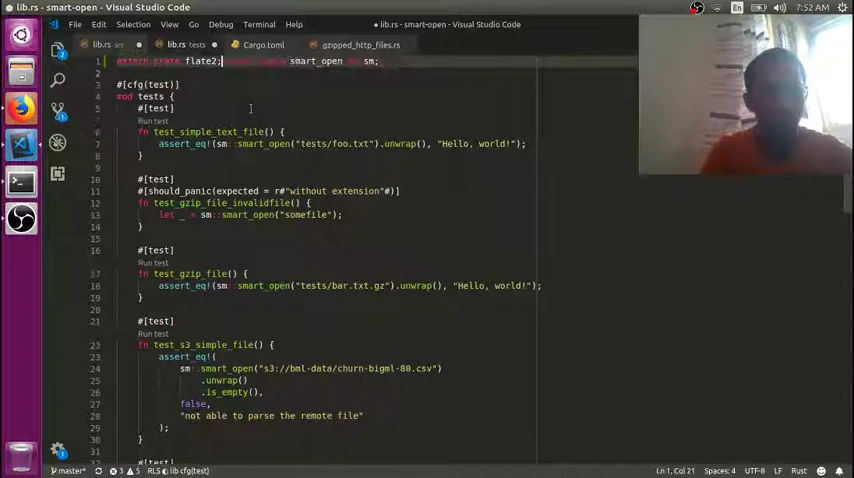 lib.rs - smart-open - Visual Studio Code
File Edit Selection View Go Debug Terminal Help
● lib.rs - smart-open - Visual Studio Code
En
7:52 AM
lib.rs src ● lib.rs tests ● Cargo.toml gzipped_http_files.rs
1 extern crate flate2; smart_open sm;
2
3 #[cfg(test)]
4 mod tests {
5 #[test]
Run test
6 fn test_simple_text_file() {
7 assert_eq!(sm::smart_open("tests/foo.txt").unwrap(), "Hello, world!");
8 }
9
10 #[test]
11 #[should_panic(expected = r#"without extension"#)]
12 fn test_gzip_file_invalidfile() {
13 let _ = sm::smart_open("somefile");
14 }
15
16 #[test]
Run test
17 fn test_gzip_file() {
18 assert_eq!(sm::smart_open("tests/bar.txt.gz").unwrap(), "Hello, world!");
19 }
20
21 #[test]
Run test
22 fn test_s3_simple_file() {
23 assert_eq!(
24 sm::smart_open("s3://bml-data/churn-bigml-80.csv")
25 .unwrap()
26 .is_empty(),
27 false,
28 "not able to parse the remote file"
29 );
30 }
31
32 #[test]
master* 3 5 RLS lib cfg(test) Ln 1, Col 21 Spaces: 4 UTF-8 LF Rust